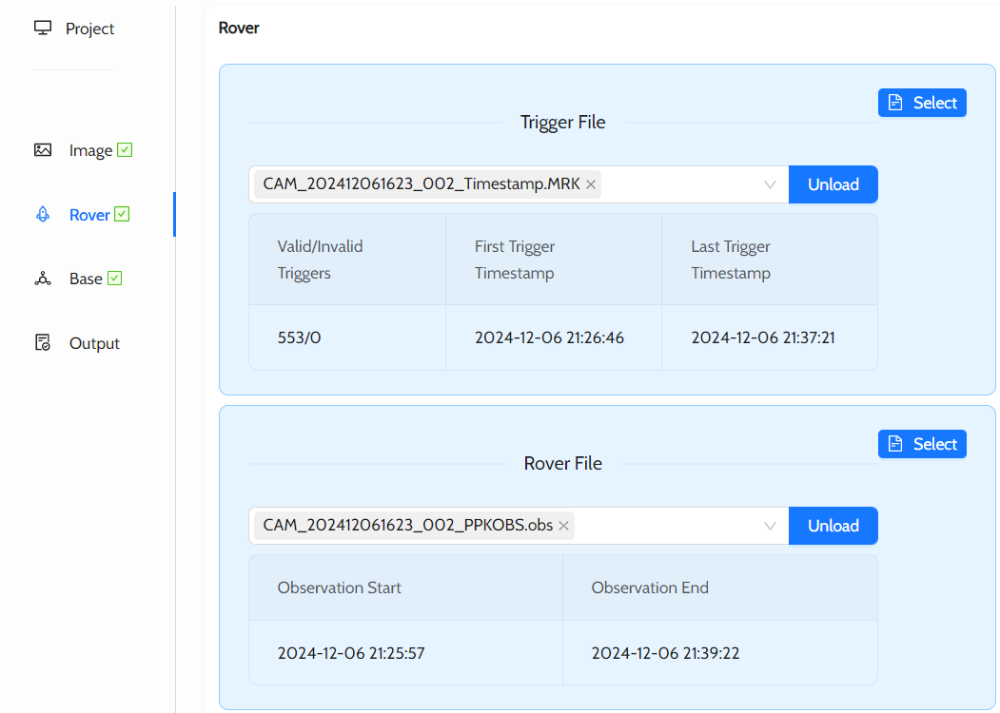 Project
Image
Rover
Base
Output
Rover
Select
Trigger File
CAM_202412061623_002_Timestamp.MRK
Unload
Valid/Invalid Triggers
First Trigger Timestamp
Last Trigger Timestamp
553/0
2024-12-06 21:26:46
2024-12-06 21:37:21
Select
Rover File
CAM_202412061623_002_PPKOBS.obs
Unload
Observation Start
Observation End
2024-12-06 21:25:57
2024-12-06 21:39:22